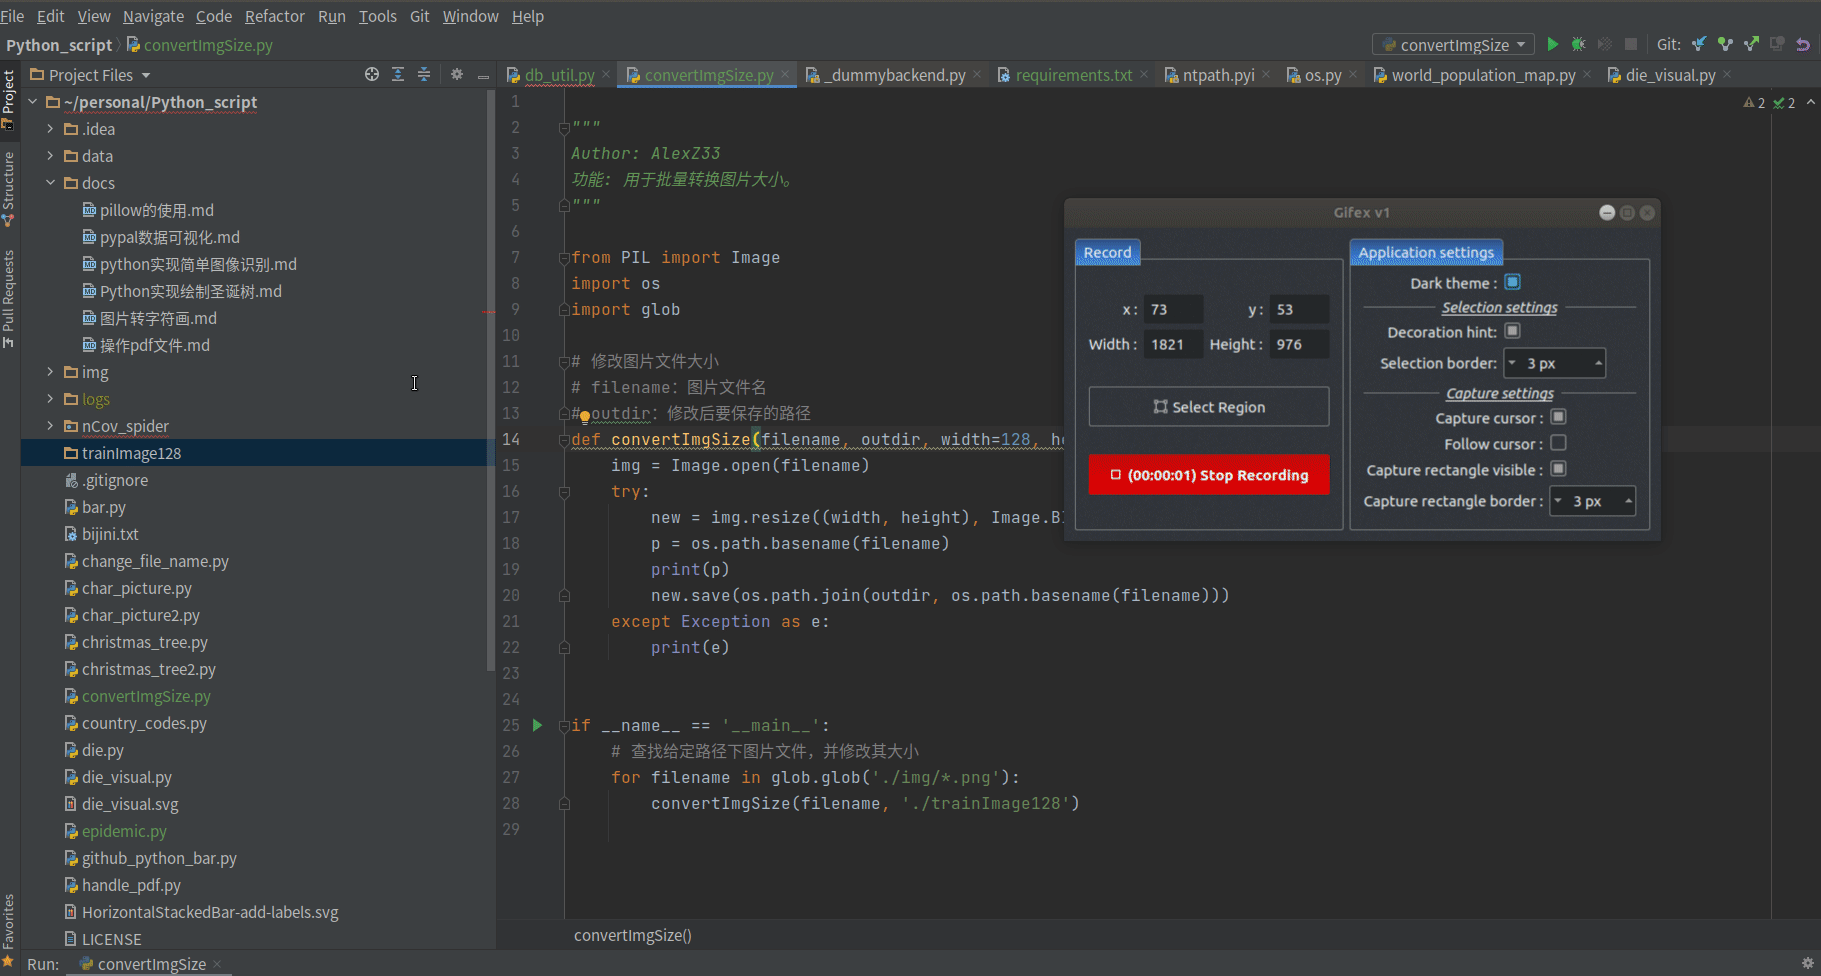 File Edit View Navigate Code Refactor Run Tools Git Window Help
Python_script convertImgSize.py
convertImgSize Git:
Project Files
db_util.py convertImgSize.py _dummybackend.py requirements.txt ntpath.pyi os.py world_population_map.py die_visual.py
Project
Structure
Pull Requests
Favorites
~/personal/Python_script
.idea
data
docs
pillow的使用.md
pypal数据可视化.md
python实现简单图像识别.md
Python实现绘制圣诞树.md
图片转字符画.md
操作pdf文件.md
img
logs
nCov_spider
trainImage128
.gitignore
bar.py
bijini.txt
change_file_name.py
char_picture.py
char_picture2.py
christmas_tree.py
christmas_tree2.py
convertImgSize.py
country_codes.py
die.py
die_visual.py
die_visual.svg
epidemic.py
github_python_bar.py
handle_pdf.py
HorizontalStackedBar-add-labels.svg
LICENSE
2 2
1
2 """
3 Author: AlexZ33
4 功能: 用于批量转换图片大小。
5 """
6
7 from PIL import Image
8 import os
9 import glob
10
11 # 修改图片文件大小
12 # filename: 图片文件名
13 # outdir: 修改后要保存的路径
14 def convertImgSize(filename, outdir, width=128, he
15 img = Image.open(filename)
16 try:
17 new = img.resize((width, height), Image.BI
18 p = os.path.basename(filename)
19 print(p)
20 new.save(os.path.join(outdir, os.path.basename(filename)))
21 except Exception as e:
22 print(e)
23
24
25 if __name__ == '__main__':
26 # 查找给定路径下图片文件, 并修改其大小
27 for filename in glob.glob('./img/*.png'):
28 convertImgSize(filename, './trainImage128')
29
convertImgSize()
Gifex v1
Record
x: 73 y: 53
Width: 1821 Height: 976
Select Region
(00:00:01) Stop Recording
Application settings
Dark theme :
Selection settings
Decoration hint:
Selection border: 3 px
Capture settings
Capture cursor :
Follow cursor :
Capture rectangle visible :
Capture rectangle border : 3 px
Run: convertImgSize